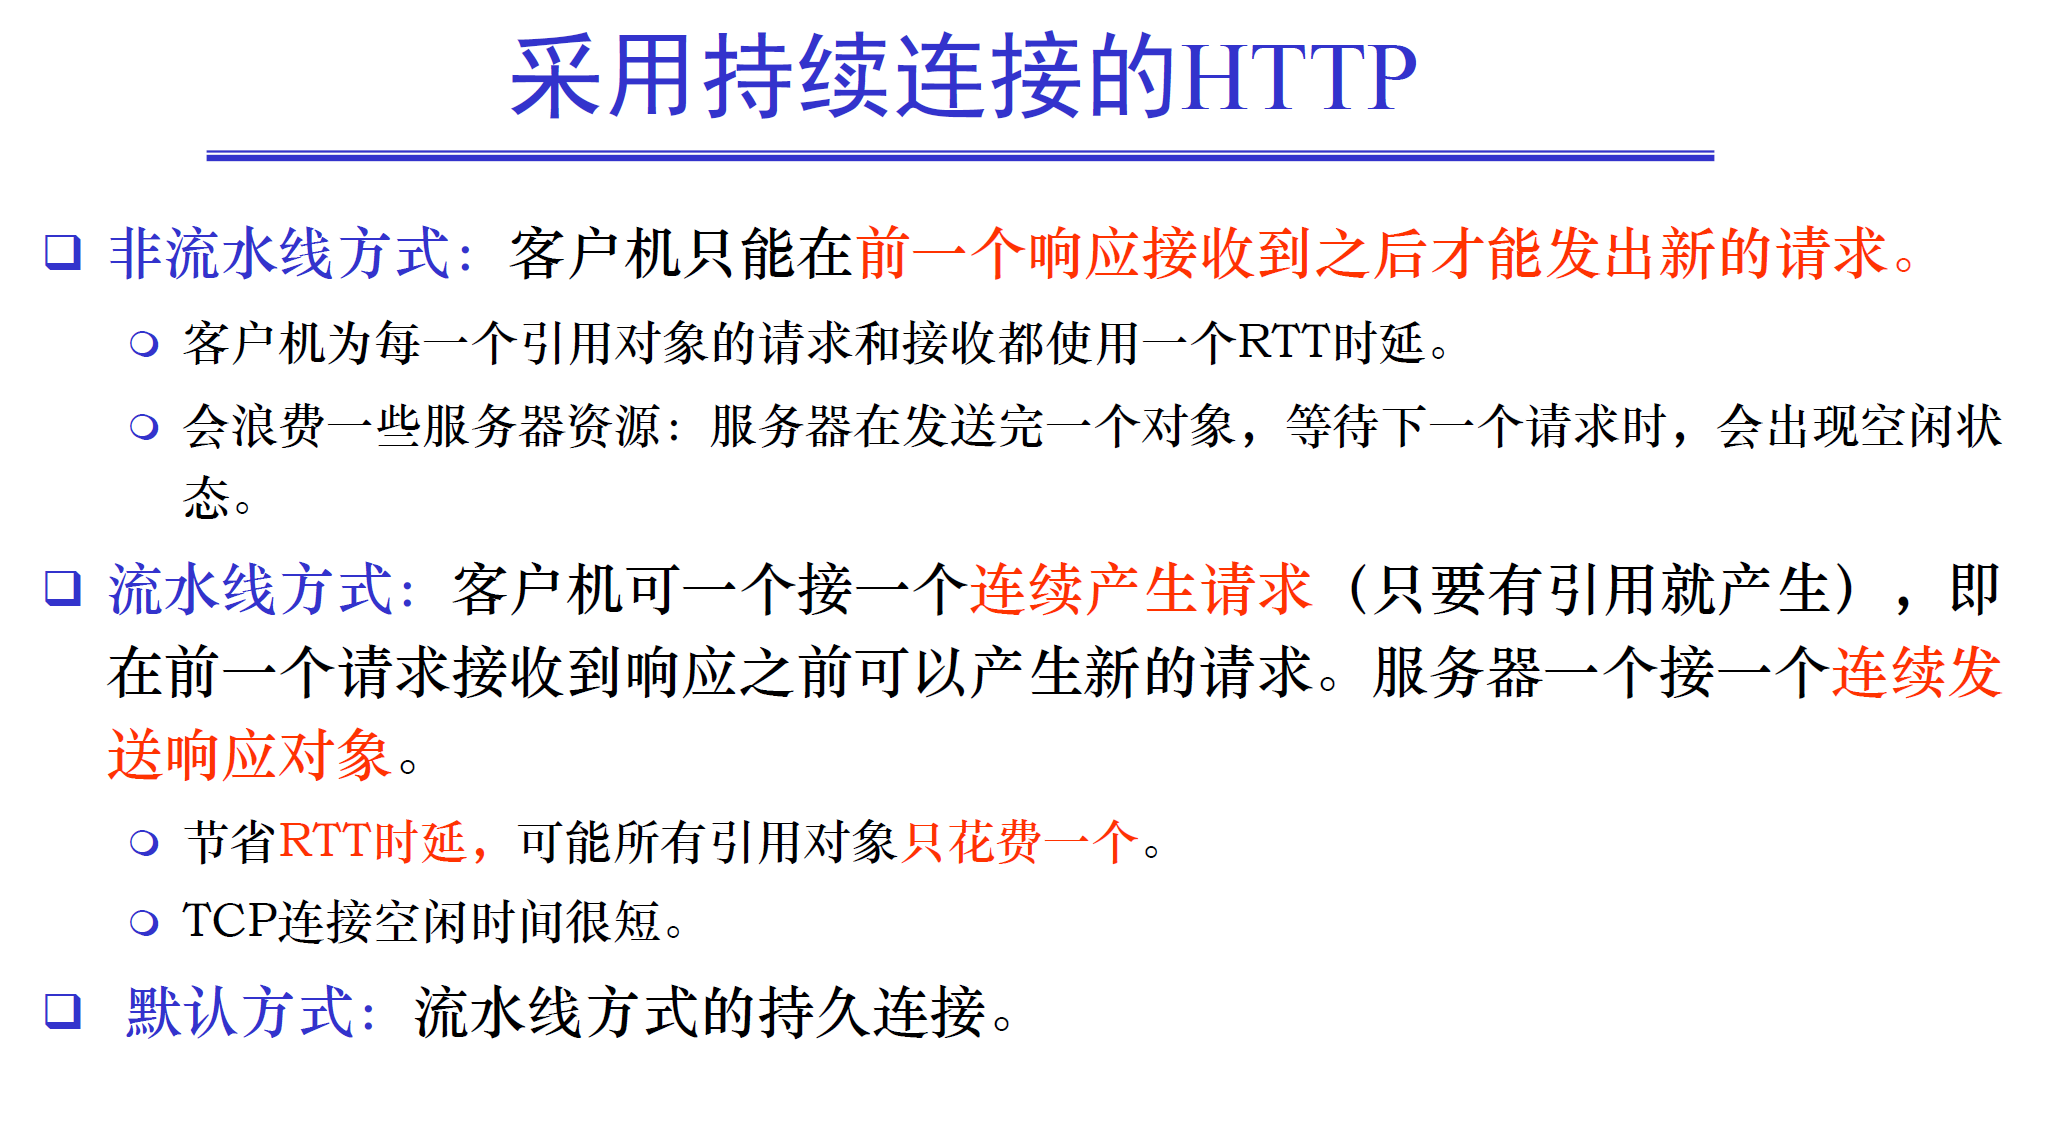 采用持续连接的HTTP
非流水线方式：客户机只能在前一个响应接收到之后才能发出新的请求。
客户机为每一个引用对象的请求和接收都使用一个RTT时延。
会浪费一些服务器资源：服务器在发送完一个对象，等待下一个请求时，会出现空闲状
态。
流水线方式：客户机可一个接一个连续产生请求（只要有引用就产生），即
在前一个请求接收到响应之前可以产生新的请求。服务器一个接一个连续发
送响应对象。
节省RTT时延，可能所有引用对象只花费一个。
TCP连接空闲时间很短。
默认方式：流水线方式的持久连接。